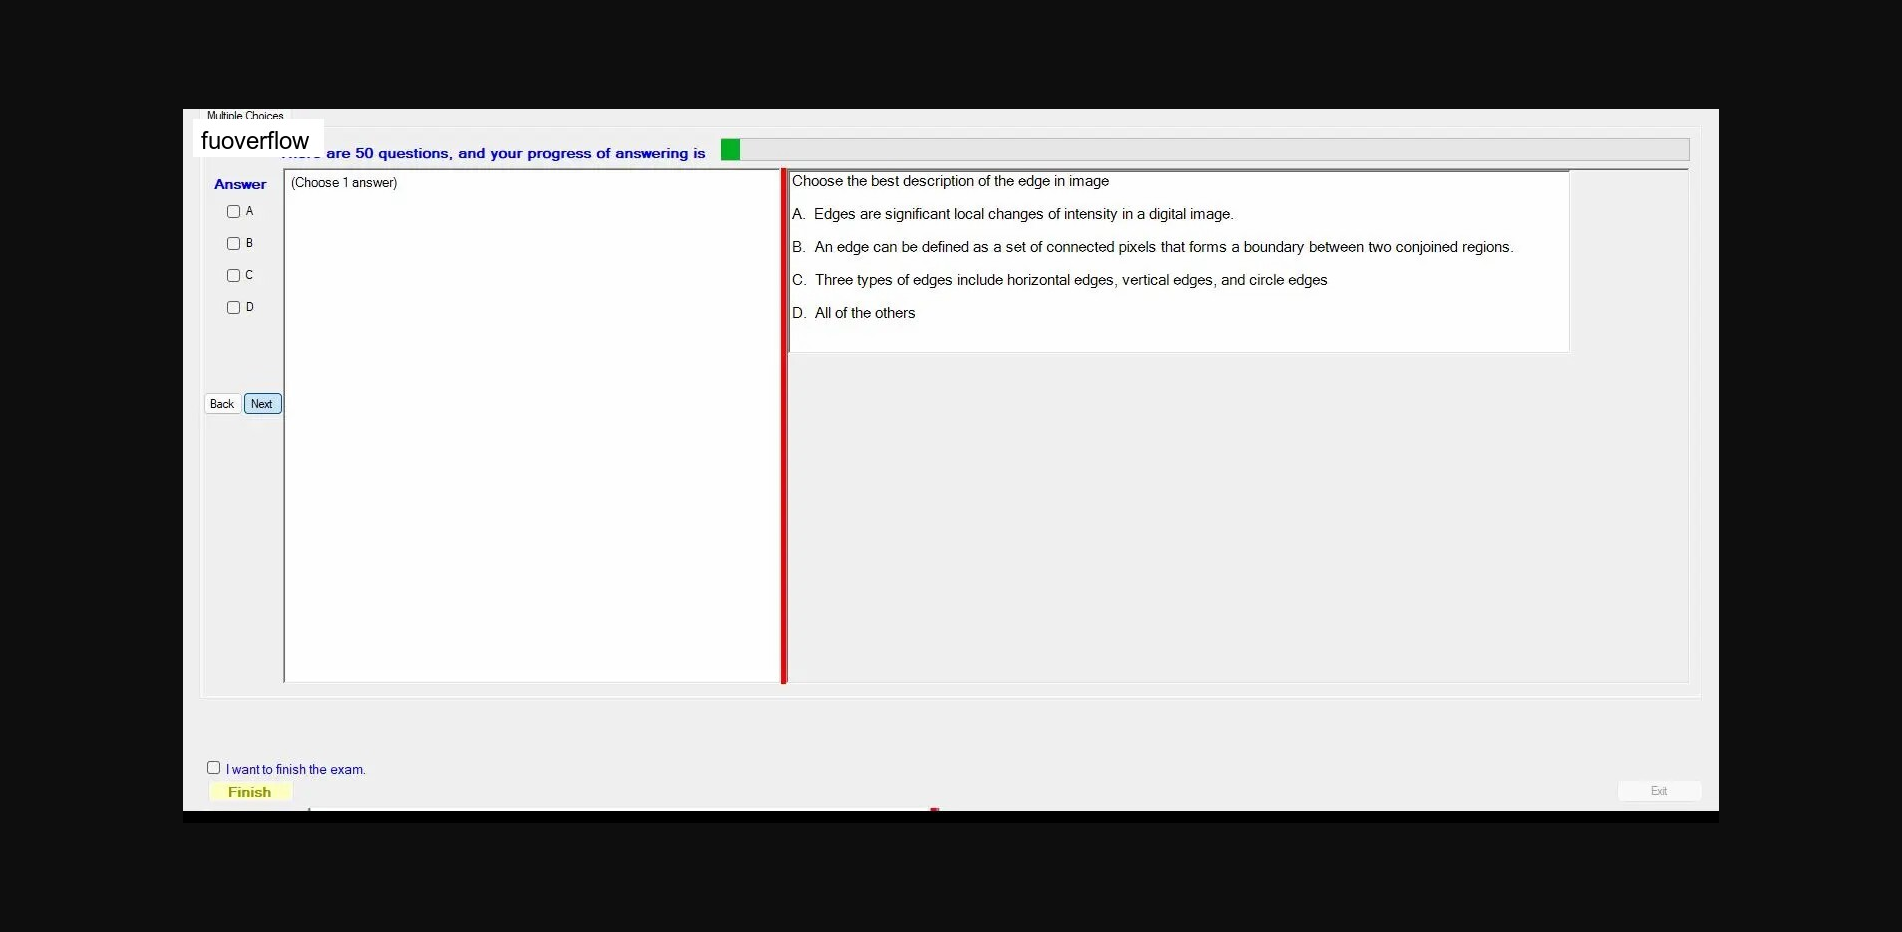 Multiple Choices
fuoverflow
are 50 questions, and your progress of answering is
Answer
(Choose 1 answer)
A
B
C
D
Back
Next
Choose the best description of the edge in image
A. Edges are significant local changes of intensity in a digital image.
B. An edge can be defined as a set of connected pixels that forms a boundary between two conjoined regions.
C. Three types of edges include horizontal edges, vertical edges, and circle edges
D. All of the others
I want to finish the exam.
Finish
Exit